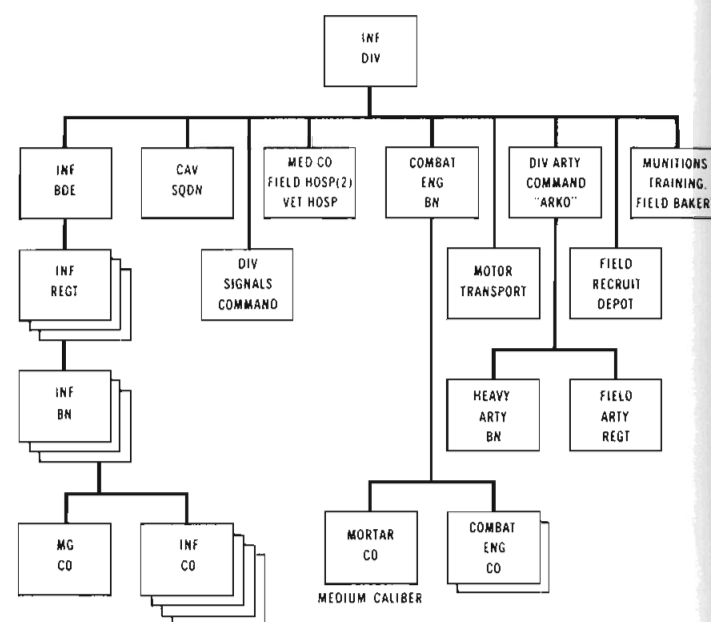 INF
DIV
INF
BDE
CAV
SQDN
MED CO
FIELD HOSP(2)
VET HOSP
COMBAT
ENG
BN
DIV ARTY
COMMAND
"ARKO"
MUNITIONS
TRAINING.
FIELD BAKER
INF
REGT
DIV
SIGNALS
COMMAND
MOTOR
TRANSPORT
FIELD
RECRUIT
DEPOT
INF
BN
HEAVY
ARTY
BN
FIELD
ARTY
REGT
MG
CO
INF
CO
MORTAR
CO
COMBAT
ENG
CO
MEDIUM CALIBER